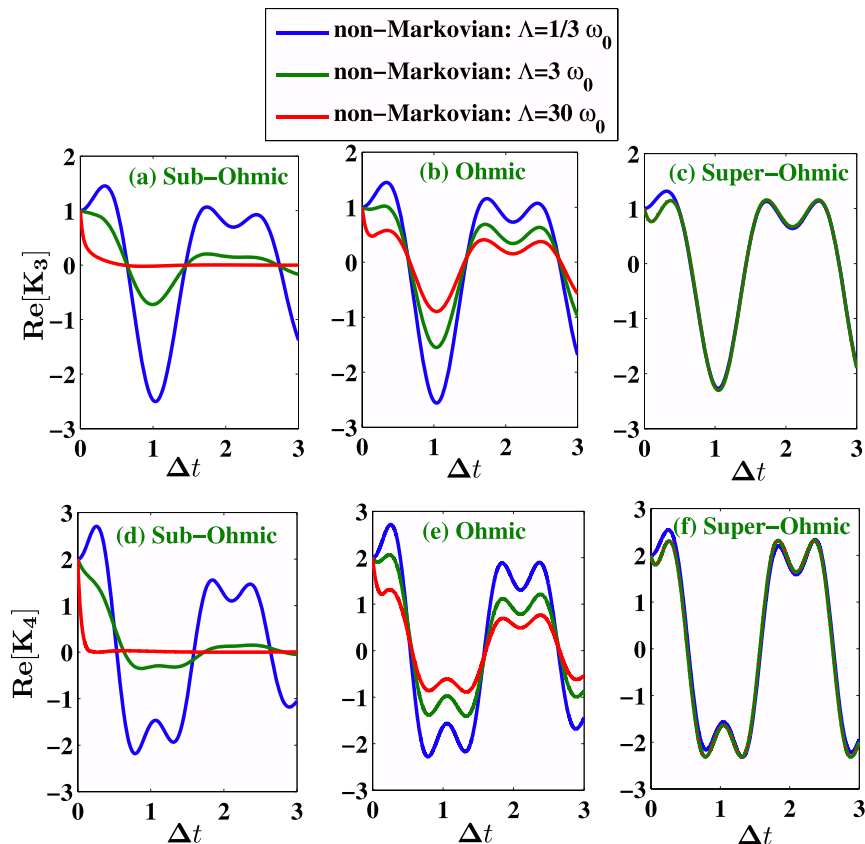 non−Markovian: Λ=1/3 ω0
non−Markovian: Λ=3 ω0
non−Markovian: Λ=30 ω0
(a) Sub−Ohmic
(b) Ohmic
(c) Super−Ohmic
Re[K3]
2
1
0
−1
−2
−3
0 1 2 3
Δt
2
1
0
−1
−2
−3
0 1 2 3
Δt
2
1
0
−1
−2
−3
0 1 2 3
Δt
(d) Sub−Ohmic
(e) Ohmic
(f) Super−Ohmic
Re[K4]
3
2
1
0
−1
−2
−3
0 1 2 3
Δt
3
2
1
0
−1
−2
−3
0 1 2 3
Δt
3
2
1
0
−1
−2
−3
0 1 2 3
Δt